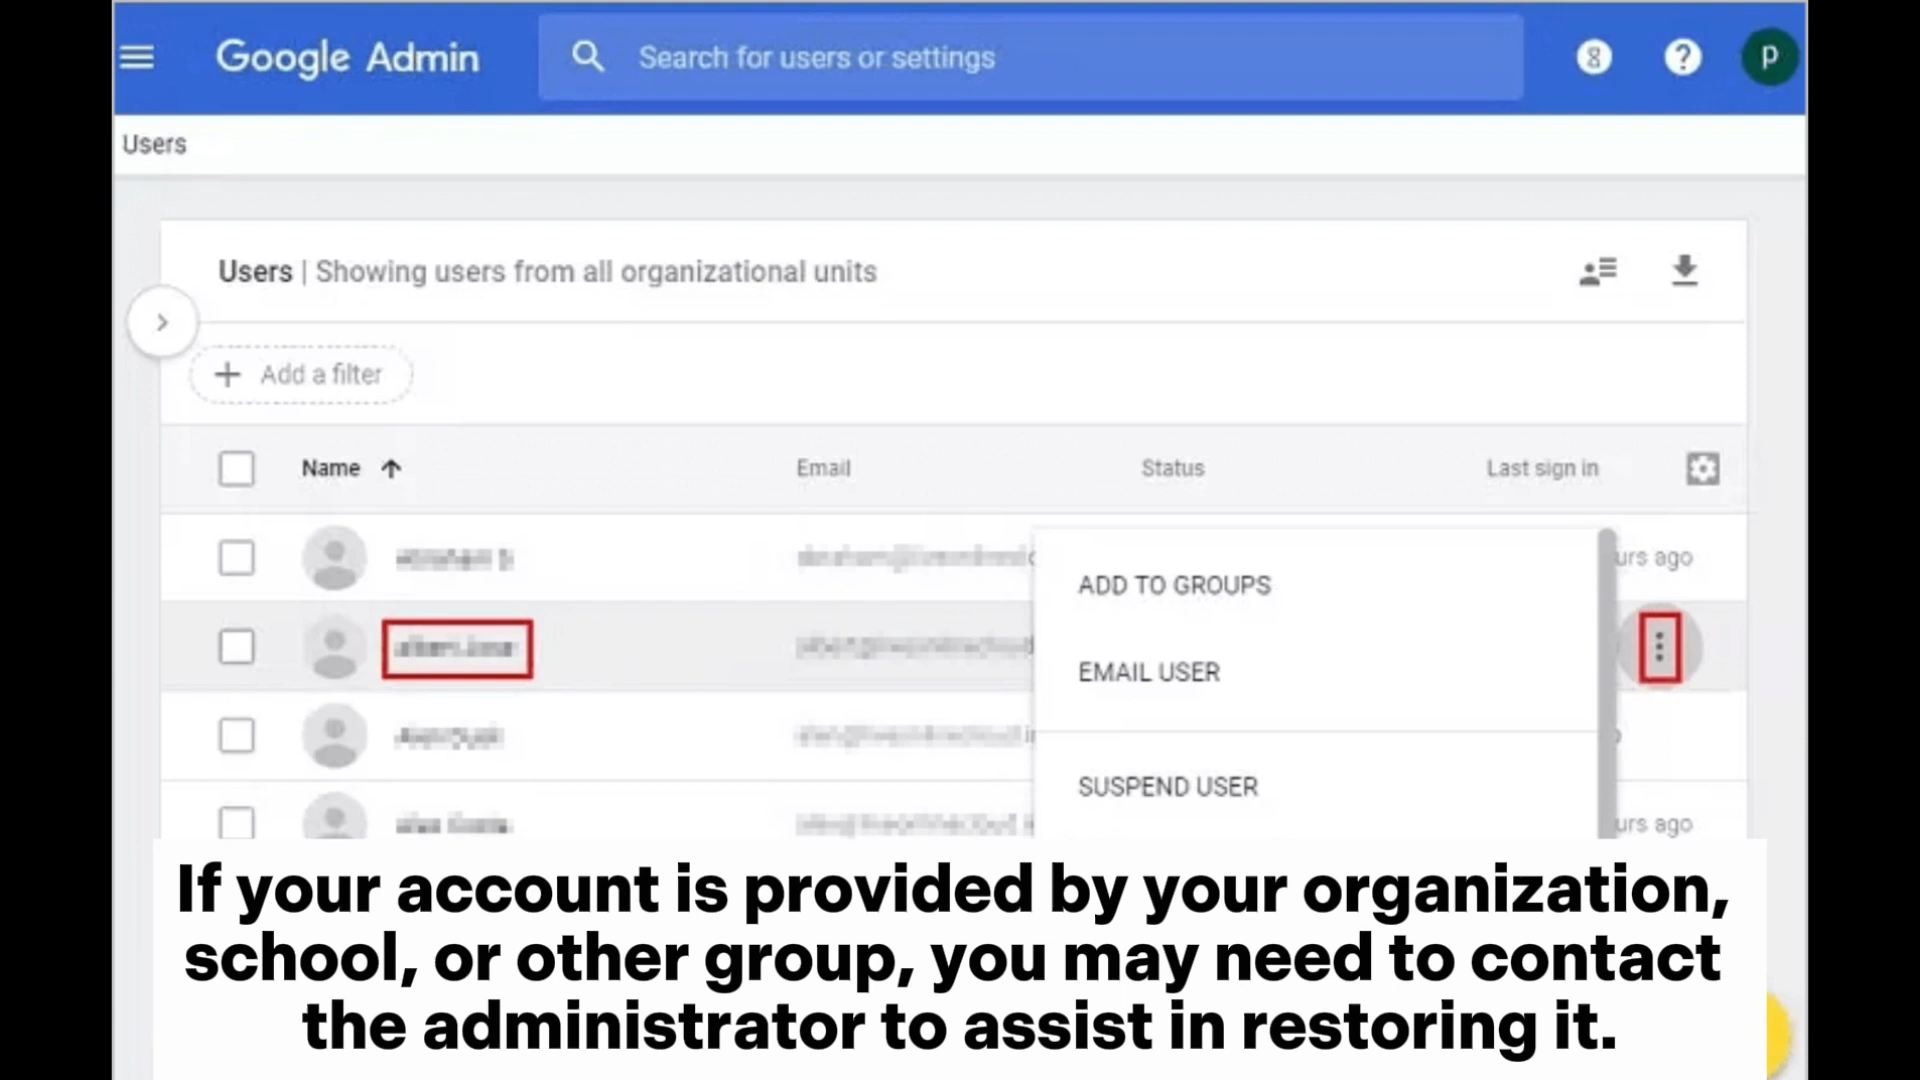 Google Admin
Search for users or settings
8
?
p
Users
Users | Showing users from all organizational units
Add a filter
Name Email Status Last sign in
urs ago
ADD TO GROUPS
EMAIL USER
SUSPEND USER
urs ago
If your account is provided by your organization,
school, or other group, you may need to contact
the administrator to assist in restoring it.